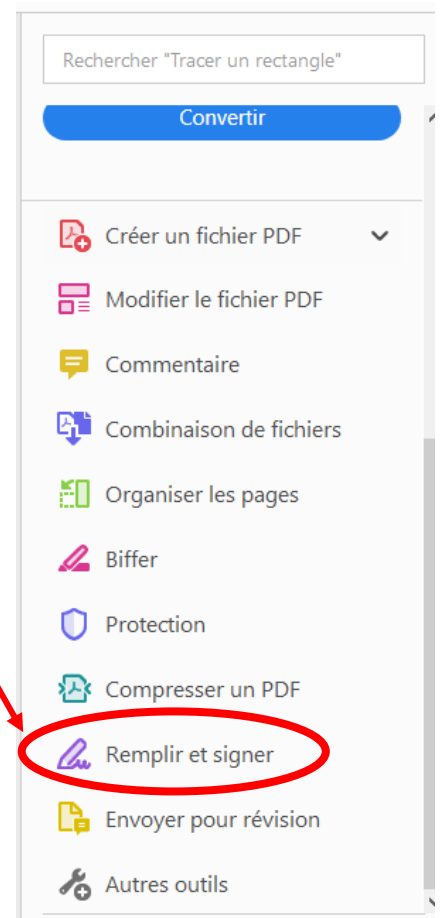 Rechercher "Tracer un rectangle"
Convertir
Créer un fichier PDF
Modifier le fichier PDF
Commentaire
Combinaison de fichiers
Organiser les pages
Biffer
Protection
Compresser un PDF
Remplir et signer
Envoyer pour révision
Autres outils